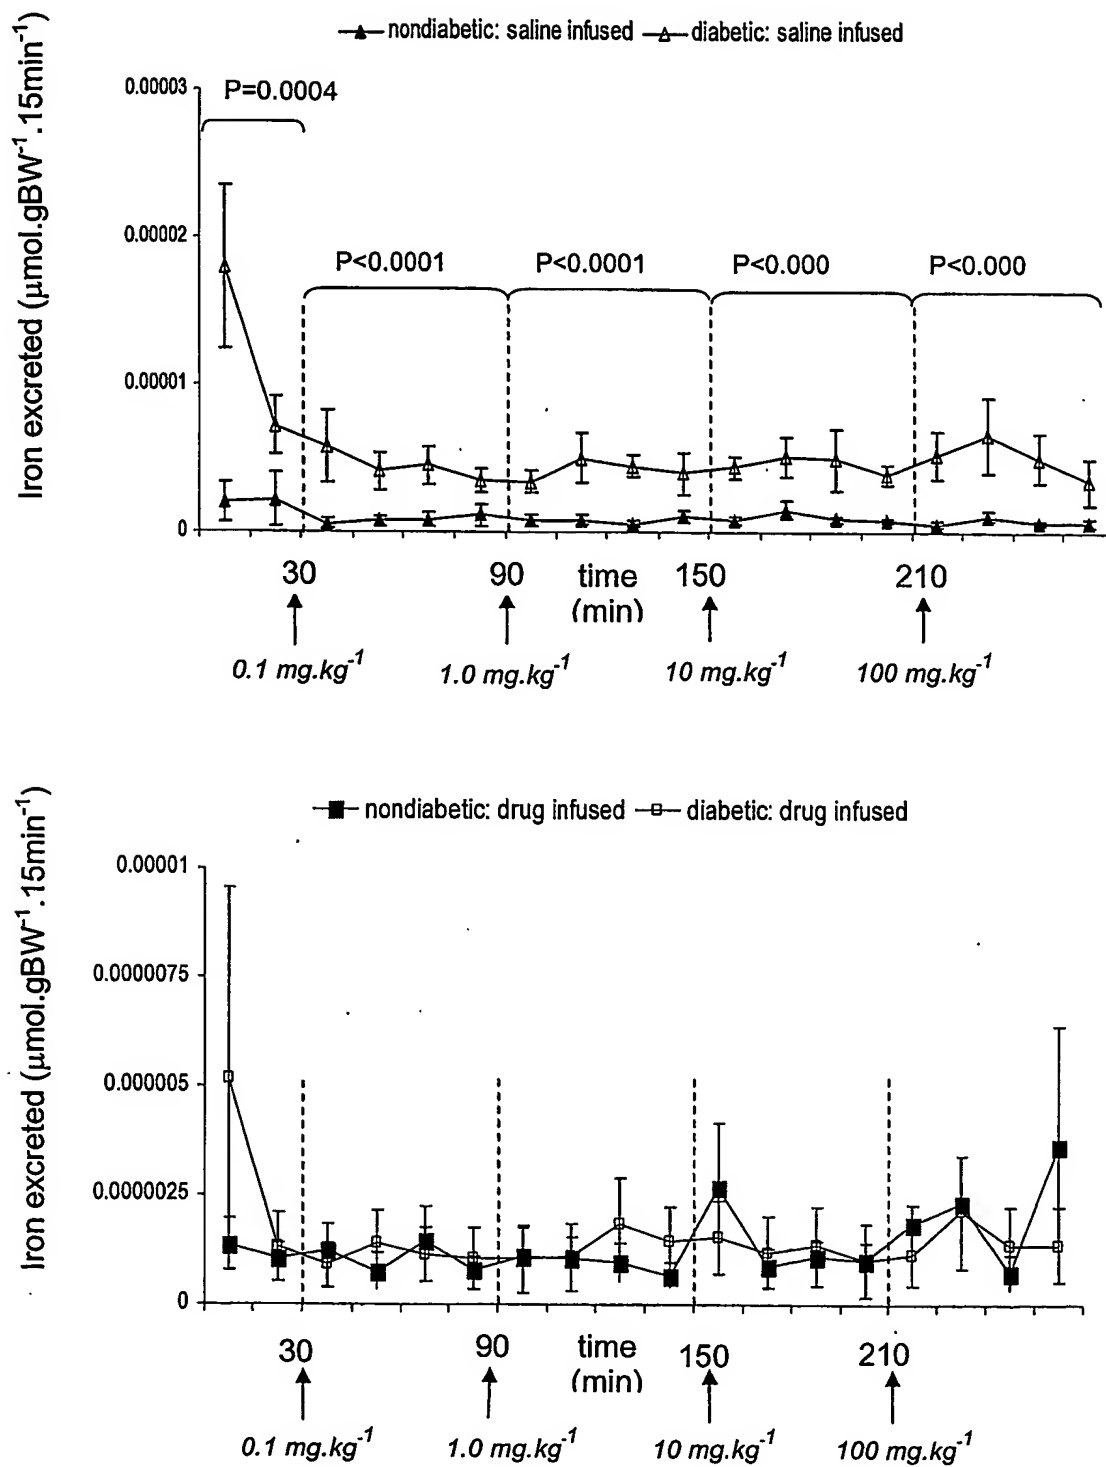 nondiabetic: saline infused diabetic: saline infused
Iron excreted (μmol.gBW⁻¹.15min⁻¹)
0.00003
P=0.0004
0.00002
P<0.0001 P<0.0001 P<0.000 P<0.000
0.00001
0
30 90 time 150 210
(min)
0.1 mg.kg⁻¹ 1.0 mg.kg⁻¹ 10 mg.kg⁻¹ 100 mg.kg⁻¹
nondiabetic: drug infused diabetic: drug infused
Iron excreted (μmol.gBW⁻¹.15min⁻¹)
0.00001
0.0000075
0.000005
0.0000025
0
30 90 time 150 210
(min)
0.1 mg.kg⁻¹ 1.0 mg.kg⁻¹ 10 mg.kg⁻¹ 100 mg.kg⁻¹